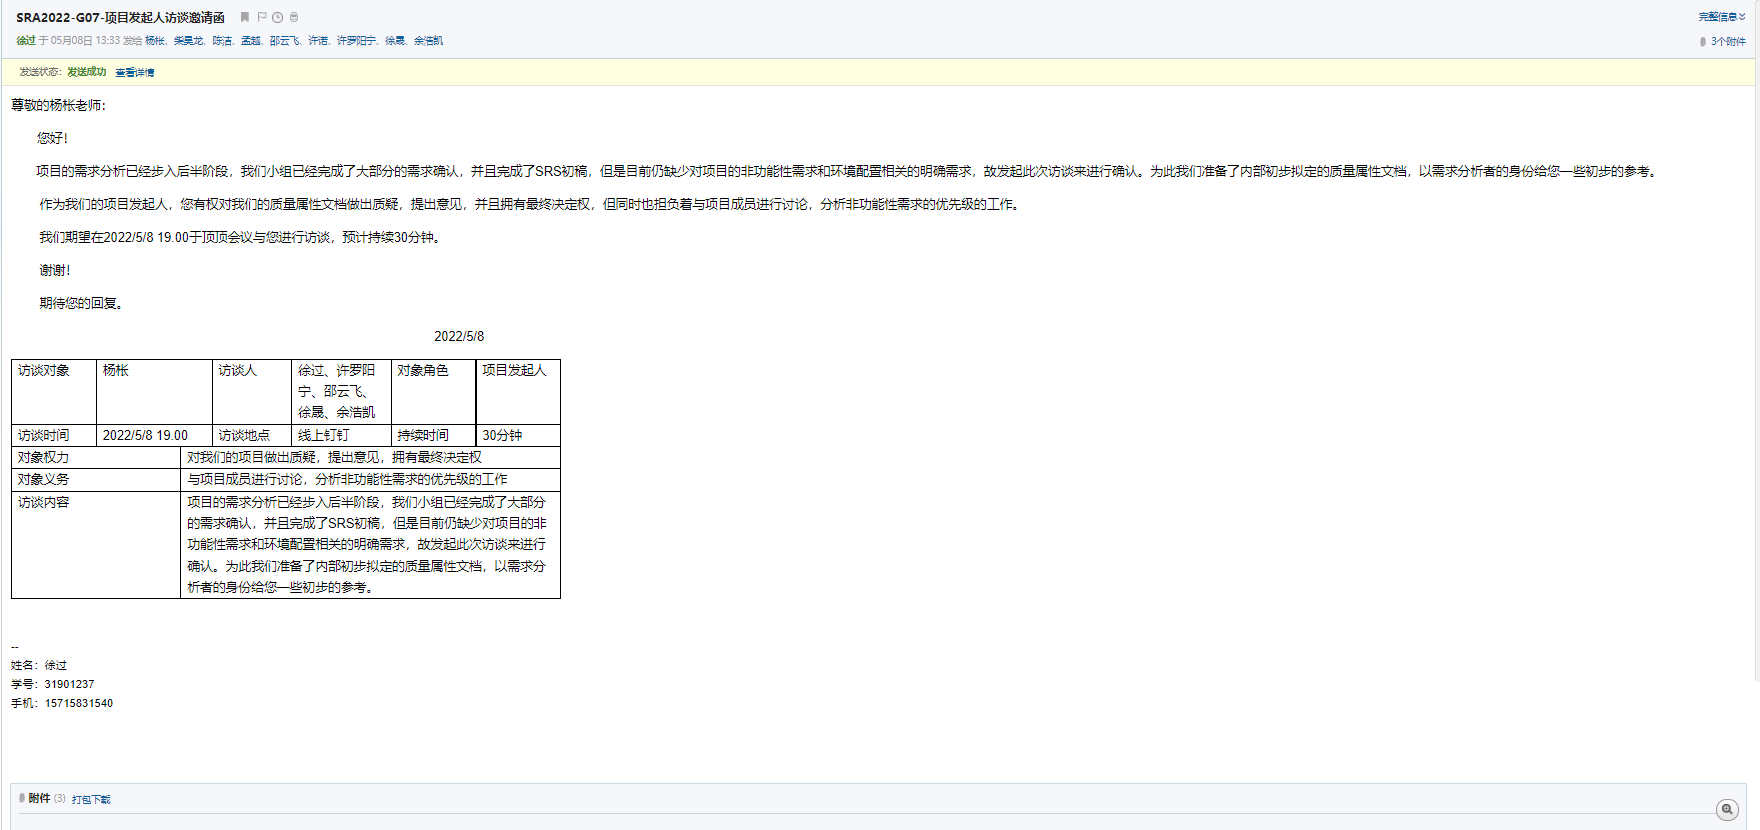 SRA2022-G07-项目发起人访谈邀请函
完整信息
徐过 于 05月08日 13:33 发给 杨枨、柴昊龙、陈洁、孟越、邵云飞、许诺、许罗阳宁、徐晟、余浩凯
3个附件
发送状态：发送成功 查看详情
尊敬的杨枨老师：
您好！
项目的需求分析已经步入后半阶段，我们小组已经完成了大部分的需求确认，并且完成了SRS初稿，但是目前仍缺少对项目的非功能性需求和环境配置相关的明确需求，故发起此次访谈来进行确认。为此我们准备了内部初步拟定的质量属性文档，以需求分析者的身份给您一些初步的参考。
作为我们的项目发起人，您有权对我们的质量属性文档做出质疑，提出意见，并且拥有最终决定权，但同时也担负着与项目成员进行讨论，分析非功能性需求的优先级的工作。
我们期望在2022/5/8 19.00于顶顶会议与您进行访谈，预计持续30分钟。
谢谢！
期待您的回复。
2022/5/8
访谈对象 杨枨 访谈人 徐过、许罗阳 对象角色 项目发起人
宁、邵云飞、
徐晟、余浩凯
访谈时间 2022/5/8 19.00 访谈地点 线上钉钉 持续时间 30分钟
对象权力 对我们的项目做出质疑，提出意见，拥有最终决定权
对象义务 与项目成员进行讨论，分析非功能性需求的优先级的工作
访谈内容 项目的需求分析已经步入后半阶段，我们小组已经完成了大部分
的需求确认，并且完成了SRS初稿，但是目前仍缺少对项目的非
功能性需求和环境配置相关的明确需求，故发起此次访谈来进行
确认。为此我们准备了内部初步拟定的质量属性文档，以需求分
析者的身份给您一些初步的参考。
--
姓名：徐过
学号：31901237
手机：15715831540
附件 (3) 打包下载